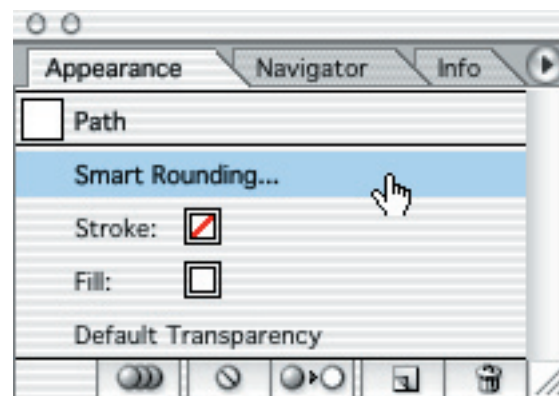 Appearance Navigator Info
Path
Smart Rounding...
Stroke:
Fill:
Default Transparency